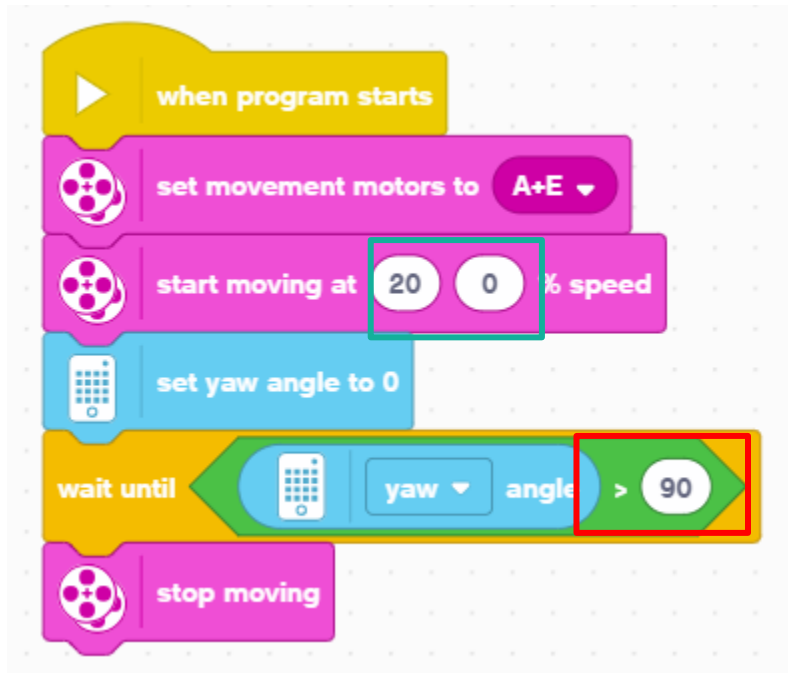 when program starts
set movement motors to A+E
start moving at 20 0 % speed
set yaw angle to 0
wait until yaw angle > 90
stop moving